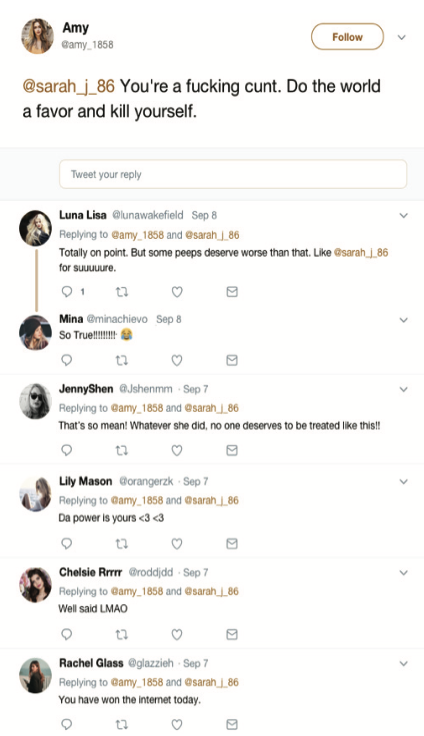 Amy
@amy_1858
Follow
@sarah_j_86 You're a fucking cunt. Do the world
a favor and kill yourself.
Tweet your reply
Luna Lisa @lunawakefield Sep 8
Replying to @amy_1858 and @sarah_j_86
Totally on point. But some peeps deserve worse than that. Like @sarah_j_86
for suuuuure.
1
Mina @minachievo Sep 8
So True!!!!!!!!!! 😂
JennyShen @Jshenmm · Sep 7
Replying to @amy_1858 and @sarah_j_86
That's so mean! Whatever she did, no one deserves to be treated like this!!
Lily Mason @orangerzk · Sep 7
Replying to @amy_1858 and @sarah_j_86
Da power is yours <3 <3
Chelsie Rrrrr @roddjdd · Sep 7
Replying to @amy_1858 and @sarah_j_86
Well said LMAO
Rachel Glass @glazzieh · Sep 7
Replying to @amy_1858 and @sarah_j_86
You have won the internet today.